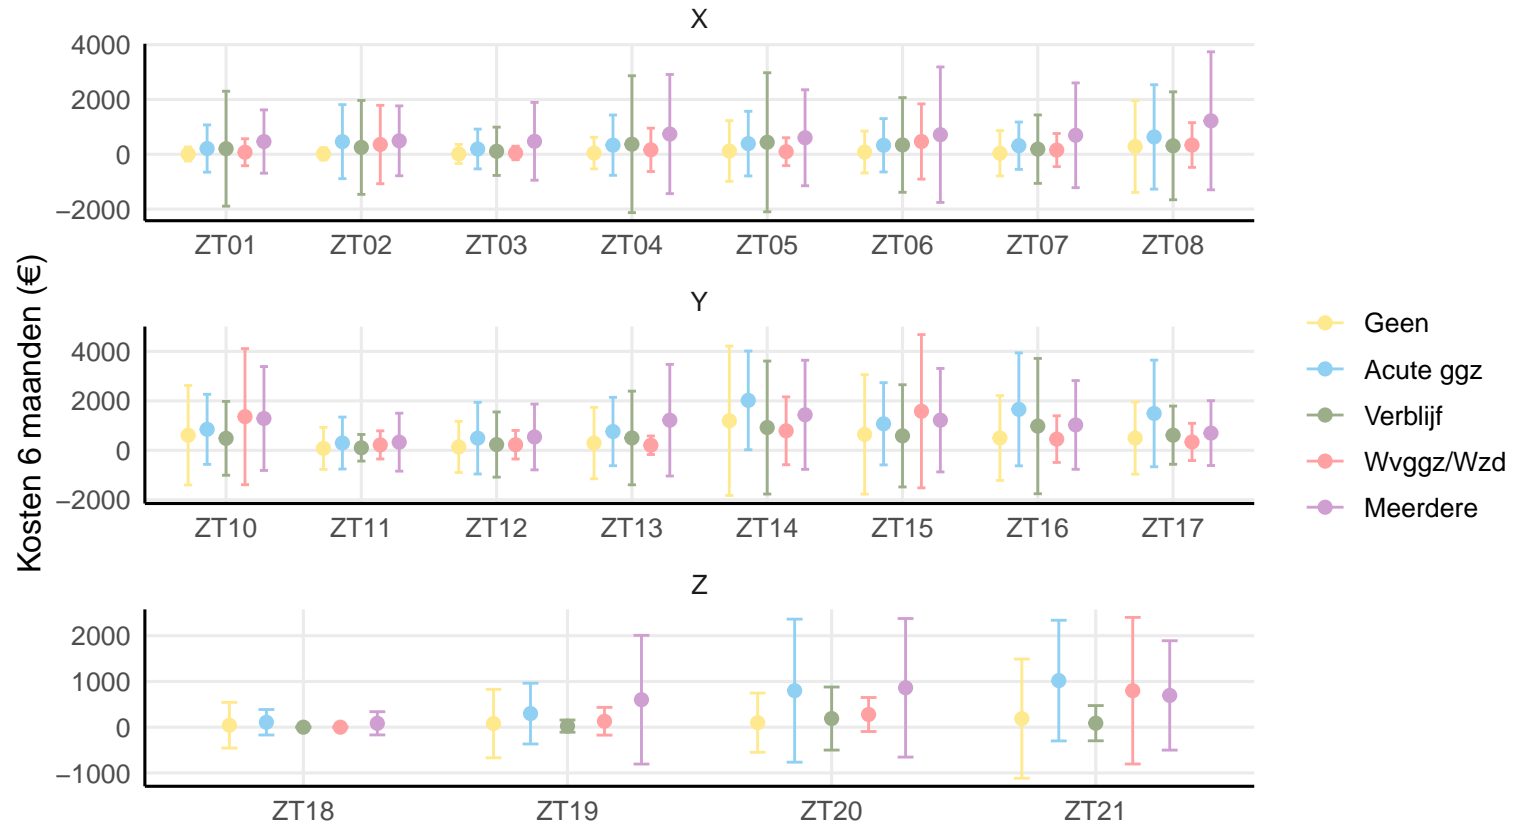 X
4000
2000
0
−2000
ZT01 ZT02 ZT03 ZT04 ZT05 ZT06 ZT07 ZT08
Kosten 6 maanden (€)
Y
4000
2000
0
−2000
ZT10 ZT11 ZT12 ZT13 ZT14 ZT15 ZT16 ZT17
Z
2000
1000
0
−1000
ZT18 ZT19 ZT20 ZT21
Geen
Acute ggz
Verblijf
Wvggz/Wzd
Meerdere